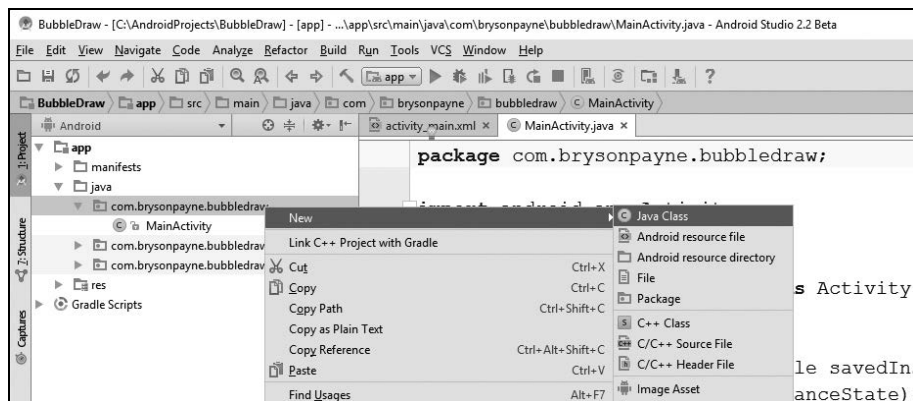 BubbleDraw - [C:\AndroidProjects\BubbleDraw] - [app] - ...\app\src\main\java\com\brysonpayne\bubbledraw\MainActivity.java - Android Studio 2.2 Beta
File Edit View Navigate Code Analyze Refactor Build Run Tools VCS Window Help
app
BubbleDraw app src main java com brysonpayne bubbledraw MainActivity
1: Project
7: Structure
Captures
Android
activity_main.xml MainActivity.java
app
manifests
java
com.brysonpayne.bubbledraw
MainActivity
com.brysonpayne.bubbledraw
com.brysonpayne.bubbledraw
res
Gradle Scripts
package com.brysonpayne.bubbledraw;
s Activity
le savedIn
anceState)
New
Link C++ Project with Gradle
Cut Ctrl+X
Copy Ctrl+C
Copy Path Ctrl+Shift+C
Copy as Plain Text
Copy Reference Ctrl+Alt+Shift+C
Paste Ctrl+V
Find Usages Alt+F7
Java Class
Android resource file
Android resource directory
File
Package
C++ Class
C/C++ Source File
C/C++ Header File
Image Asset